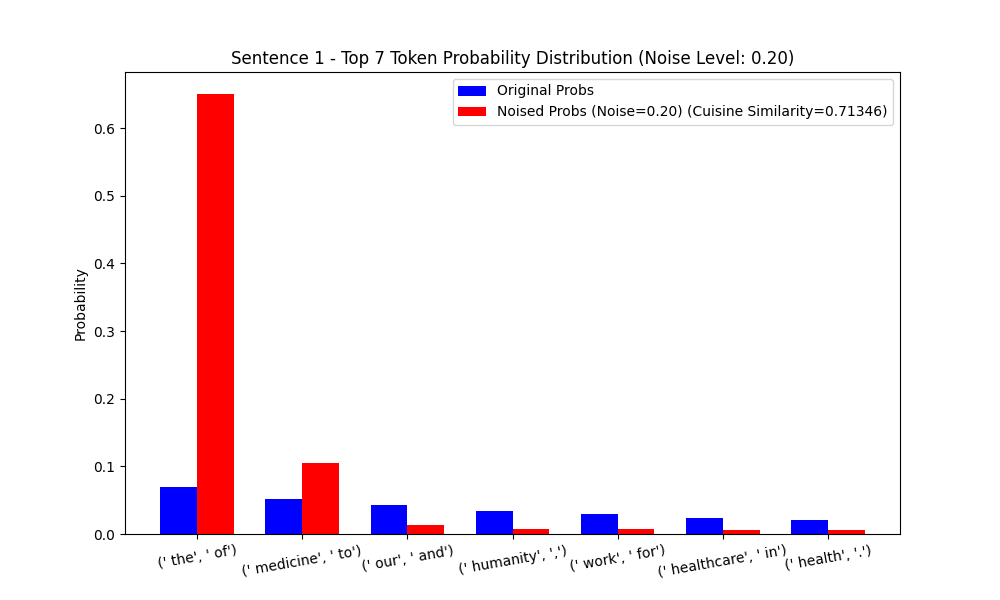 Sentence 1 - Top 7 Token Probability Distribution (Noise Level: 0.20)
Original Probs
Noised Probs (Noise=0.20) (Cuisine Similarity=0.71346)
Probability
0.6
0.5
0.4
0.3
0.2
0.1
0.0
(' the', ' of')
(' medicine', ' to')
(' our', ' and')
(' humanity', ',')
(' work', ' for')
(' healthcare', ' in')
(' health', '.')